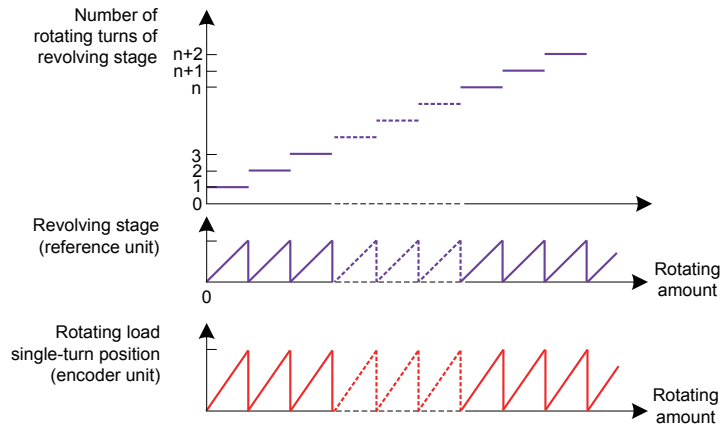 Number of
rotating turns of
revolving stage
n+2
n+1
n
3
2
1
0
Revolving stage
(reference unit)
0
Rotating
amount
Rotating load
single-turn position
(encoder unit)
Rotating
amount